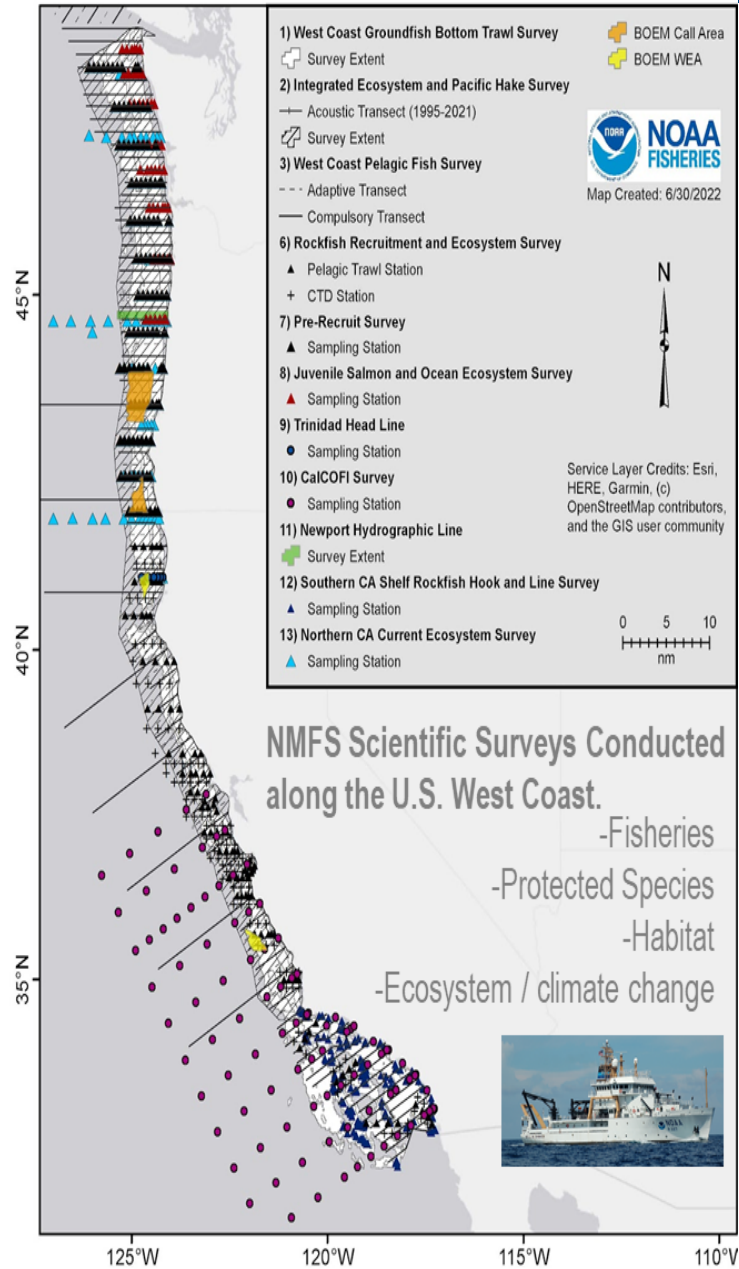 1) West Coast Groundfish Bottom Trawl Survey
Survey Extent
2) Integrated Ecosystem and Pacific Hake Survey
Acoustic Transect (1995-2021)
Survey Extent
3) West Coast Pelagic Fish Survey
Adaptive Transect
Compulsory Transect
6) Rockfish Recruitment and Ecosystem Survey
Pelagic Trawl Station
CTD Station
7) Pre-Recruit Survey
Sampling Station
8) Juvenile Salmon and Ocean Ecosystem Survey
Sampling Station
9) Trinidad Head Line
Sampling Station
10) CalCOFI Survey
Sampling Station
11) Newport Hydrographic Line
Survey Extent
12) Southern CA Shelf Rockfish Hook and Line Survey
Sampling Station
13) Northern CA Current Ecosystem Survey
Sampling Station
BOEM Call Area
BOEM WEA
NOAA
NOAA
FISHERIES
Map Created: 6/30/2022
N
Service Layer Credits: Esri,
HERE, Garmin, (c)
OpenStreetMap contributors,
and the GIS user community
0 5 10
nm
45°N
40°N
35°N
NMFS Scientific Surveys Conducted
along the U.S. West Coast.
-Fisheries
-Protected Species
-Habitat
-Ecosystem / climate change
NOAA
125°W 120°W 115°W 110°W